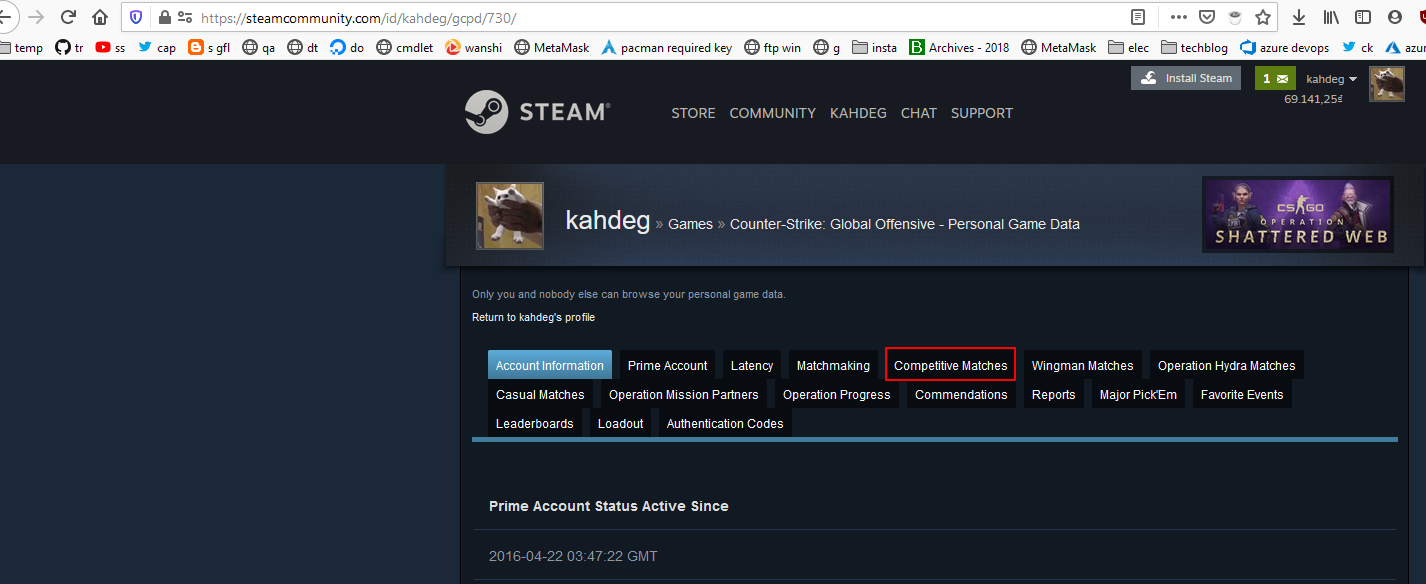 https://steamcommunity.com/id/kahdeg/gcpd/730/
temp tr ss cap s gfl qa dt do cmdlet wanshi MetaMask pacman required key ftp win g insta Archives - 2018 MetaMask elec techblog azure devops ck azur
Install Steam 1 kahdeg
69.141,25₫
STEAM® STORE COMMUNITY KAHDEG CHAT SUPPORT
kahdeg » Games » Counter-Strike: Global Offensive - Personal Game Data
CS GO
OPERATION
SHATTERED WEB
Only you and nobody else can browse your personal game data.
Return to kahdeg's profile
Account Information Prime Account Latency Matchmaking Competitive Matches Wingman Matches Operation Hydra Matches
Casual Matches Operation Mission Partners Operation Progress Commendations Reports Major Pick'Em Favorite Events
Leaderboards Loadout Authentication Codes
Prime Account Status Active Since
2016-04-22 03:47:22 GMT